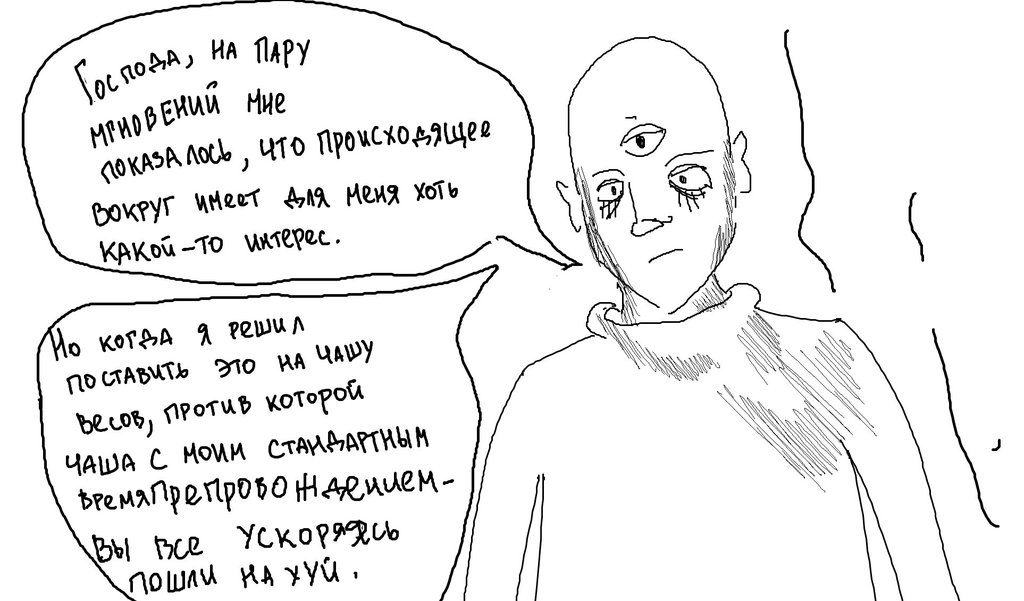 Господа, на пару
мгновений мне
показалось, что происходящее
вокруг имеет для меня хоть
какой-то интерес.
Но когда я решил
поставить это на чашу
весов, против которой
чаша с моим стандартным
времяпрепровождением-
вы все ускоряясь
пошли на хуй.